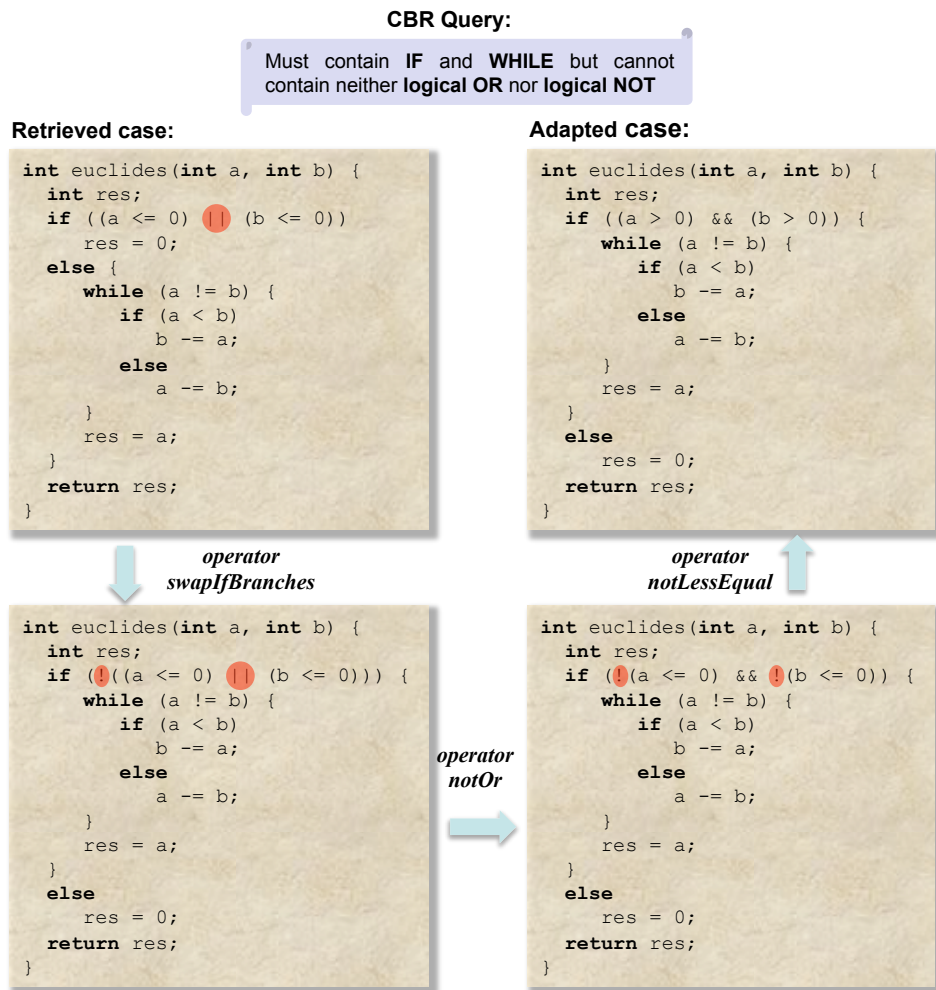 CBR Query:
Must contain IF and WHILE but cannot
contain neither logical OR nor logical NOT
Retrieved case:
int euclides(int a, int b) {
int res;
if ((a <= 0) || (b <= 0))
res = 0;
else {
while (a != b) {
if (a < b)
b -= a;
else
a -= b;
}
res = a;
}
return res;
}
Adapted case:
int euclides(int a, int b) {
int res;
if ((a > 0) && (b > 0)) {
while (a != b) {
if (a < b)
b -= a;
else
a -= b;
}
res = a;
}
else
res = 0;
return res;
}
operator
swapIfBranches
operator
notLessEqual
int euclides(int a, int b) {
int res;
if (!((a <= 0) || (b <= 0))) {
while (a != b) {
if (a < b)
b -= a;
else
a -= b;
}
res = a;
}
else
res = 0;
return res;
}
operator
notOr
int euclides(int a, int b) {
int res;
if (!(a <= 0) && !(b <= 0)) {
while (a != b) {
if (a < b)
b -= a;
else
a -= b;
}
res = a;
}
else
res = 0;
return res;
}